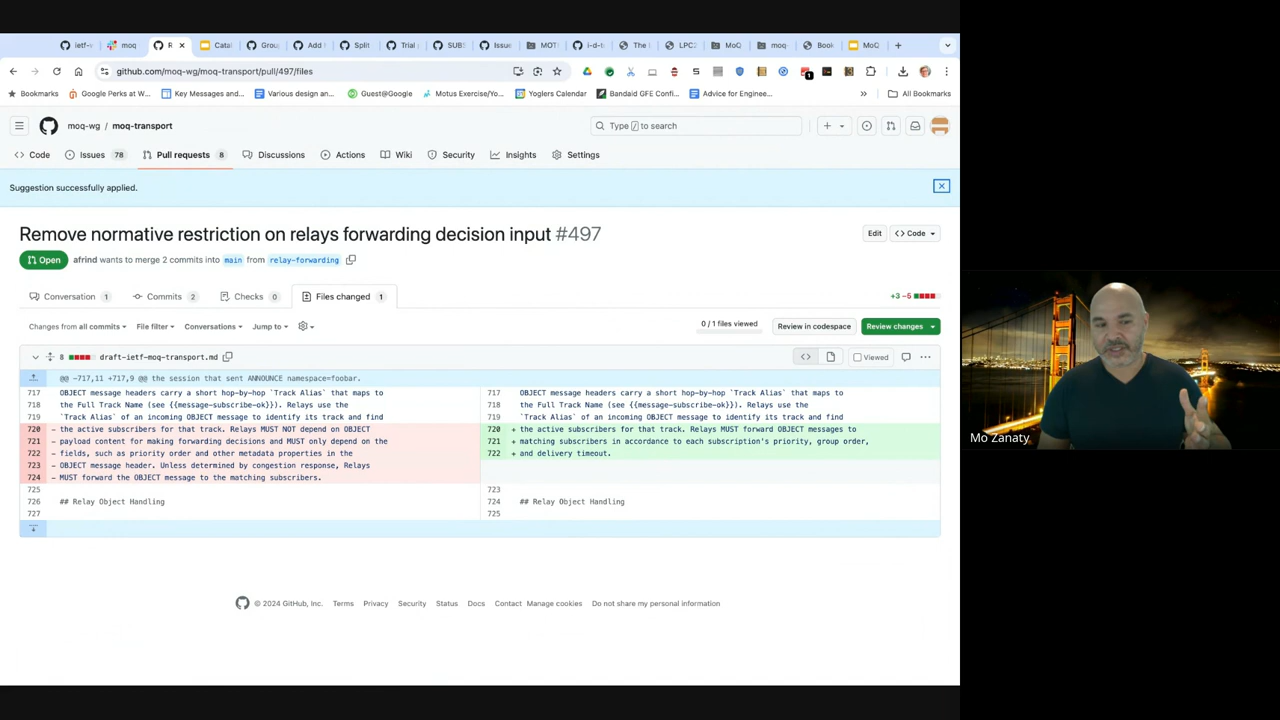 ietf-v
moq
R
Catal
Grou
Add f
Split
Trial
SUBS
Issue
MOT
i-d-t
The
LPC2
MoQ
moq-
Book
MoQ
github.com/moq-wg/moq-transport/pull/497/files
Bookmarks
Google Perks at W...
Key Messages and...
Various design an...
Guest@Google
Motus Exercise/Yo...
Yoglers Calendar
Bandaid GFE Confi...
Advice for Enginee...
»
All Bookmarks
moq-wg / moq-transport
Type / to search
Code
Issues 78
Pull requests 8
Discussions
Actions
Wiki
Security
Insights
Settings
Suggestion successfully applied.
Remove normative restriction on relays forwarding decision input #497
Edit
<> Code
Open
afrind wants to merge 2 commits into main from relay-forwarding
Conversation 1
Commits 2
Checks 0
Files changed 1
+3 −5
Changes from all commits
File filter
Conversations
Jump to
0 / 1 files viewed
Review in codespace
Review changes
8 draft-ietf-moq-transport.md
Viewed
@@ -717,11 +717,9 @@ the session that sent ANNOUNCE namespace=foobar.
717 OBJECT message headers carry a short hop-by-hop `Track Alias` that maps to
718 the Full Track Name (see {{message-subscribe-ok}}). Relays use the
719 `Track Alias` of an incoming OBJECT message to identify its track and find
720 - the active subscribers for that track. Relays MUST NOT depend on OBJECT
721 - payload content for making forwarding decisions and MUST only depend on the
722 - fields, such as priority order and other metadata properties in the
723 - OBJECT message header. Unless determined by congestion response, Relays
724 - MUST forward the OBJECT message to the matching subscribers.
725
726 ## Relay Object Handling
727
717 OBJECT message headers carry a short hop-by-hop `Track Alias` that maps to
718 the Full Track Name (see {{message-subscribe-ok}}). Relays use the
719 `Track Alias` of an incoming OBJECT message to identify its track and find
720 + the active subscribers for that track. Relays MUST forward OBJECT messages to
721 + matching subscribers in accordance to each subscription's priority, group order,
722 + and delivery timeout.
723
724 ## Relay Object Handling
725
© 2024 GitHub, Inc. Terms Privacy Security Status Docs Contact Manage cookies Do not share my personal information
Mo Zanaty